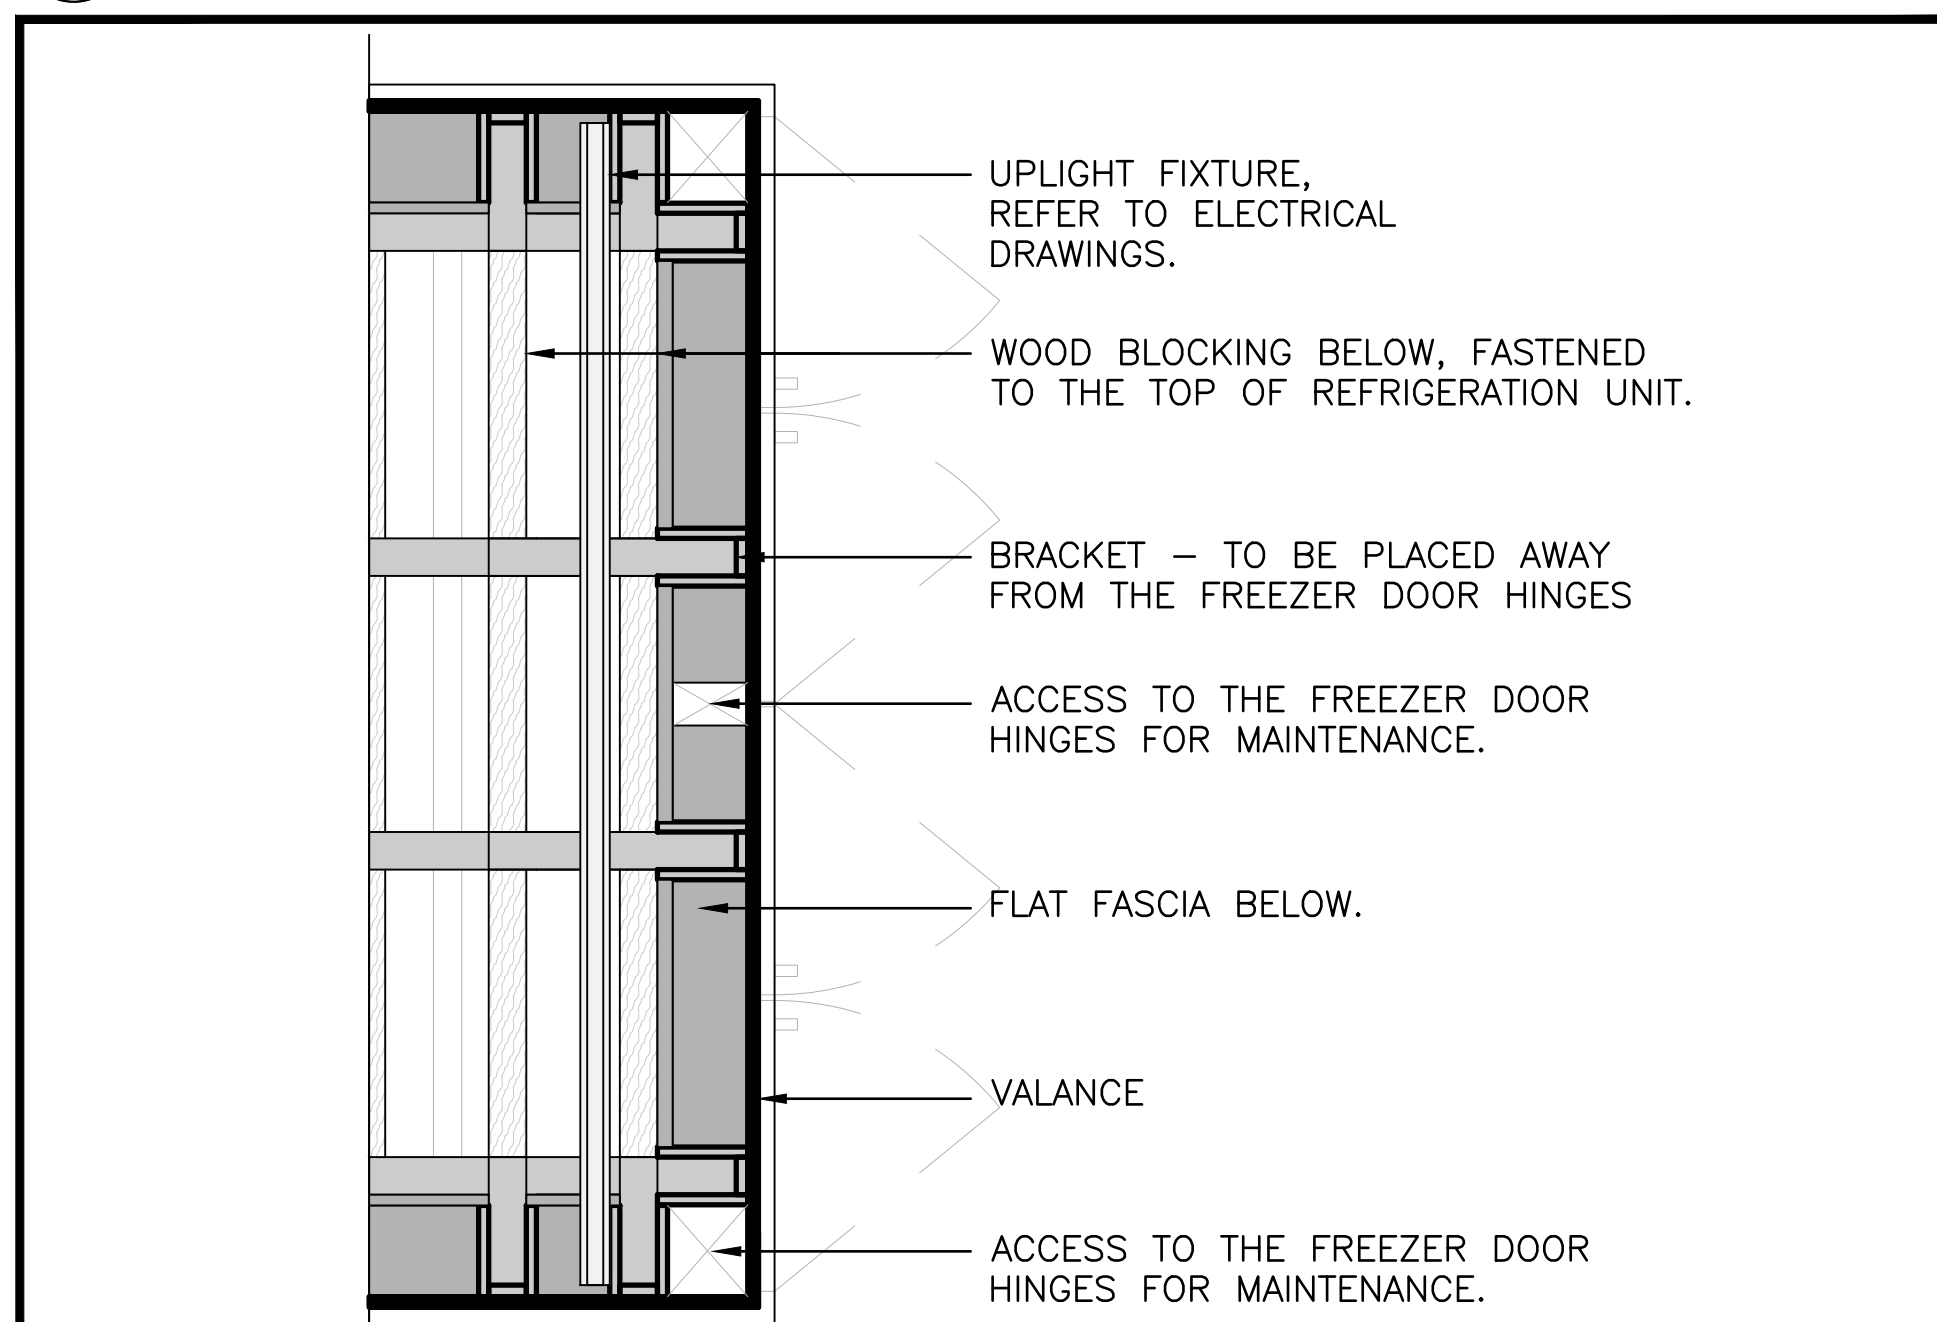 UPLIGHT FIXTURE,
REFER TO ELECTRICAL
DRAWINGS.
WOOD BLOCKING BELOW, FASTENED
TO THE TOP OF REFRIGERATION UNIT.
BRACKET – TO BE PLACED AWAY
FROM THE FREEZER DOOR HINGES
ACCESS TO THE FREEZER DOOR
HINGES FOR MAINTENANCE.
FLAT FASCIA BELOW.
VALANCE
ACCESS TO THE FREEZER DOOR
HINGES FOR MAINTENANCE.